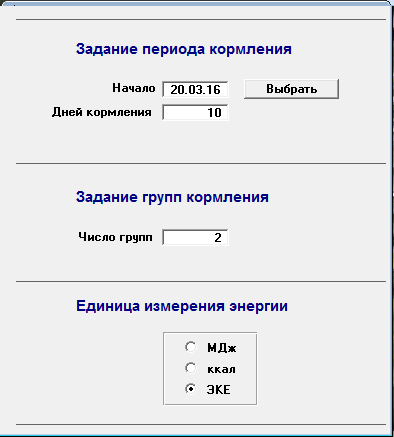 Задание периода кормления
Начало 20.03.16 Выбрать
Дней кормления 10
Задание групп кормления
Число групп 2
Единица измерения энергии
МДж
ккал
ЭКЕ